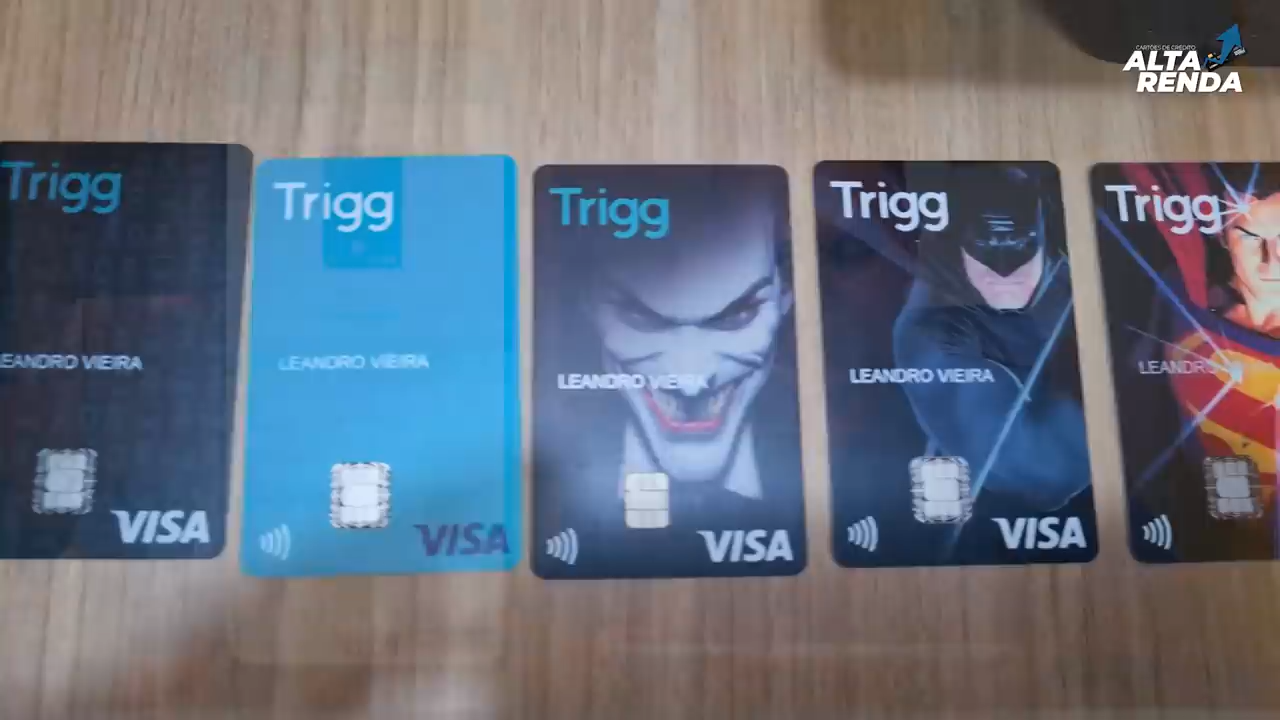 CARTÕES DE CRÉDITO
ALTA
RENDA
Trigg
LEANDRO VIEIRA
VISA
Trigg
LEANDRO VIEIRA
VISA
Trigg
LEANDRO VIEIRA
VISA
Trigg
LEANDRO VIEIRA
VISA
Trigg
LEANDRO